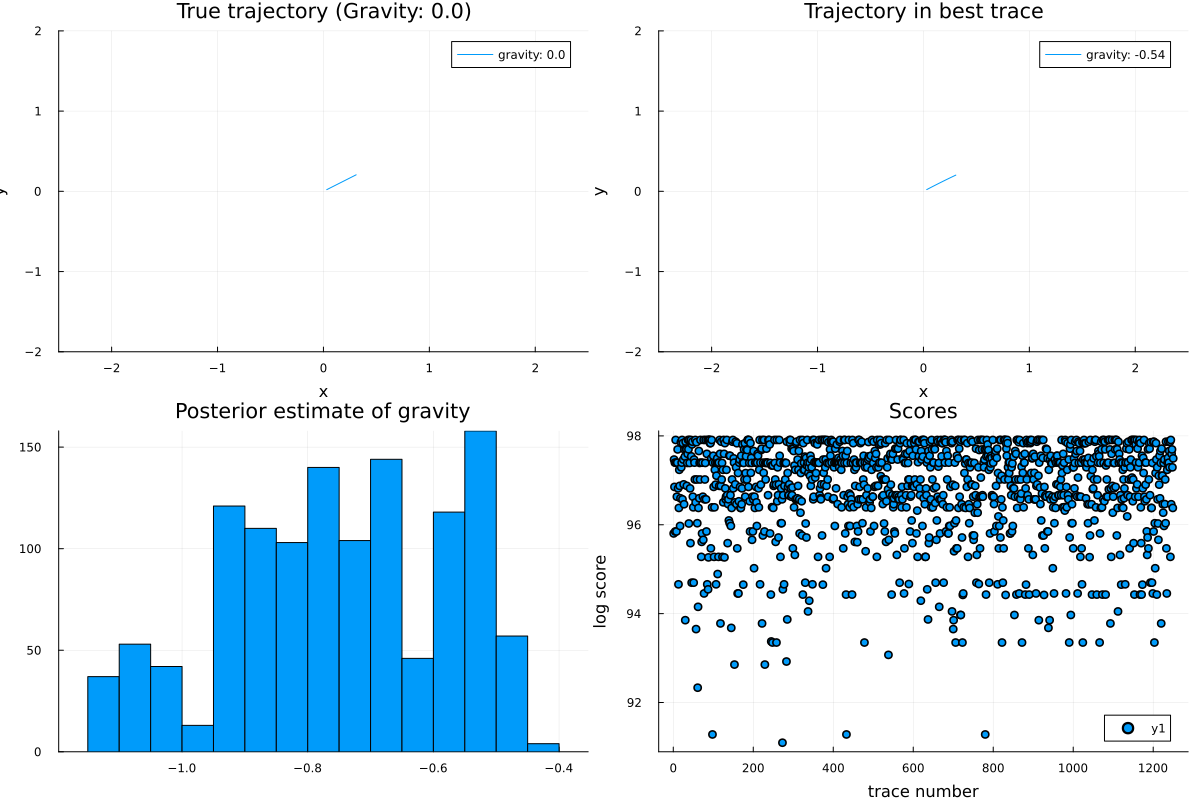 True trajectory (Gravity: 0.0)
Trajectory in best trace
2
gravity: 0.0
2
gravity: -0.54
1
1
y
0
y
0
−1
−1
−2
−2
−2 −1 0 1 2
−2 −1 0 1 2
x
x
Posterior estimate of gravity
Scores
150
98
100
96
log score
94
50
92
y1
0
−1.0 −0.8 −0.6 −0.4
0 200 400 600 800 1000 1200
trace number